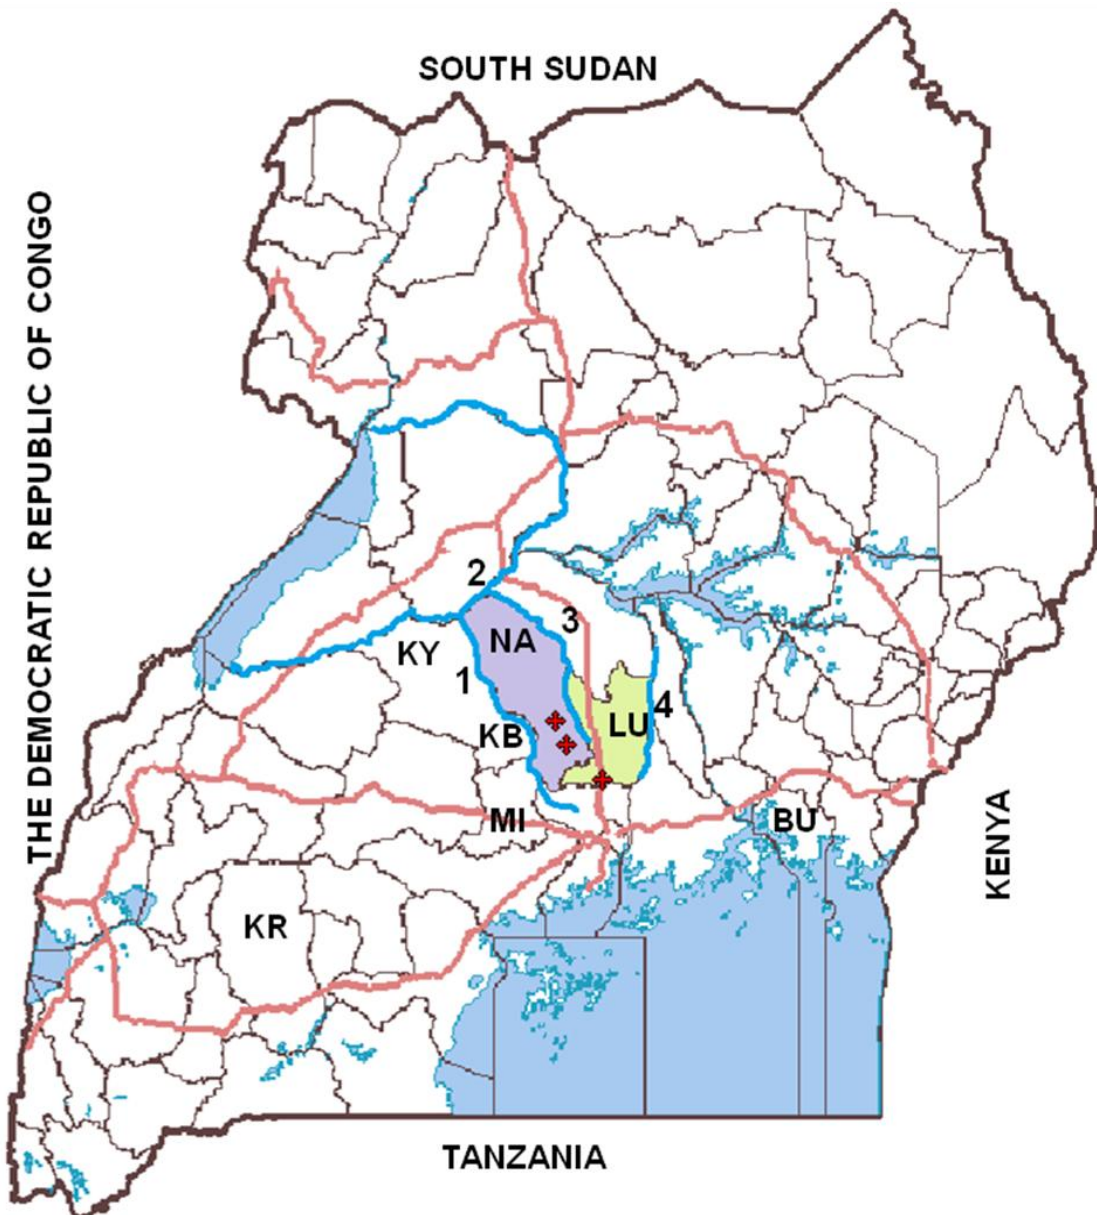 SOUTH SUDAN
THE DEMOCRATIC REPUBLIC OF CONGO
2
3
KY
NA
1
4
KB
LU
MI
BU
KENYA
KR
TANZANIA